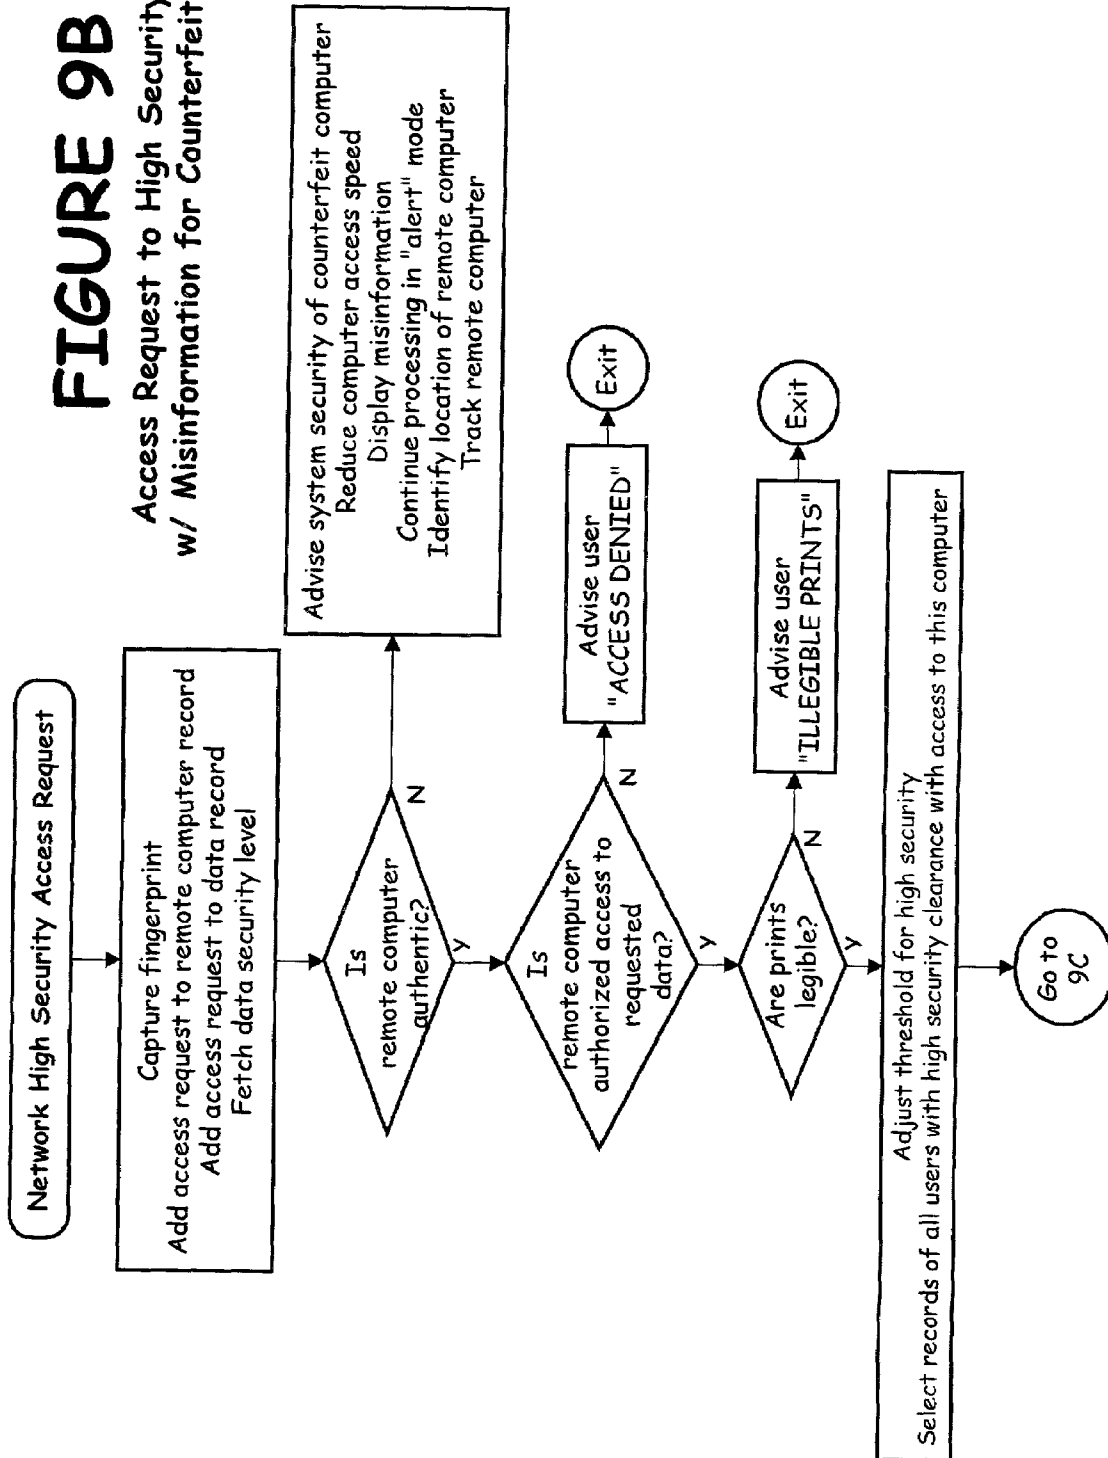 FIGURE 9B
Access Request to High Security
w/ Misinformation for Counterfeit
Network High Security Access Request
Capture fingerprint
Add access request to remote computer record
Add access request to data record
Fetch data security level
Is
remote computer
authentic?
N
Y
Advise system security of counterfeit computer
Reduce computer access speed
Display misinformation
Continue processing in "alert" mode
Identify location of remote computer
Track remote computer
Is
remote computer
authorized access to
requested
data?
N
Y
Advise user
"ACCESS DENIED"
Exit
Are prints
legible?
N
Y
Advise user
"ILLEGIBLE PRINTS"
Exit
Adjust threshold for high security
Select records of all users with high security clearance with access to this computer
Go to
9C